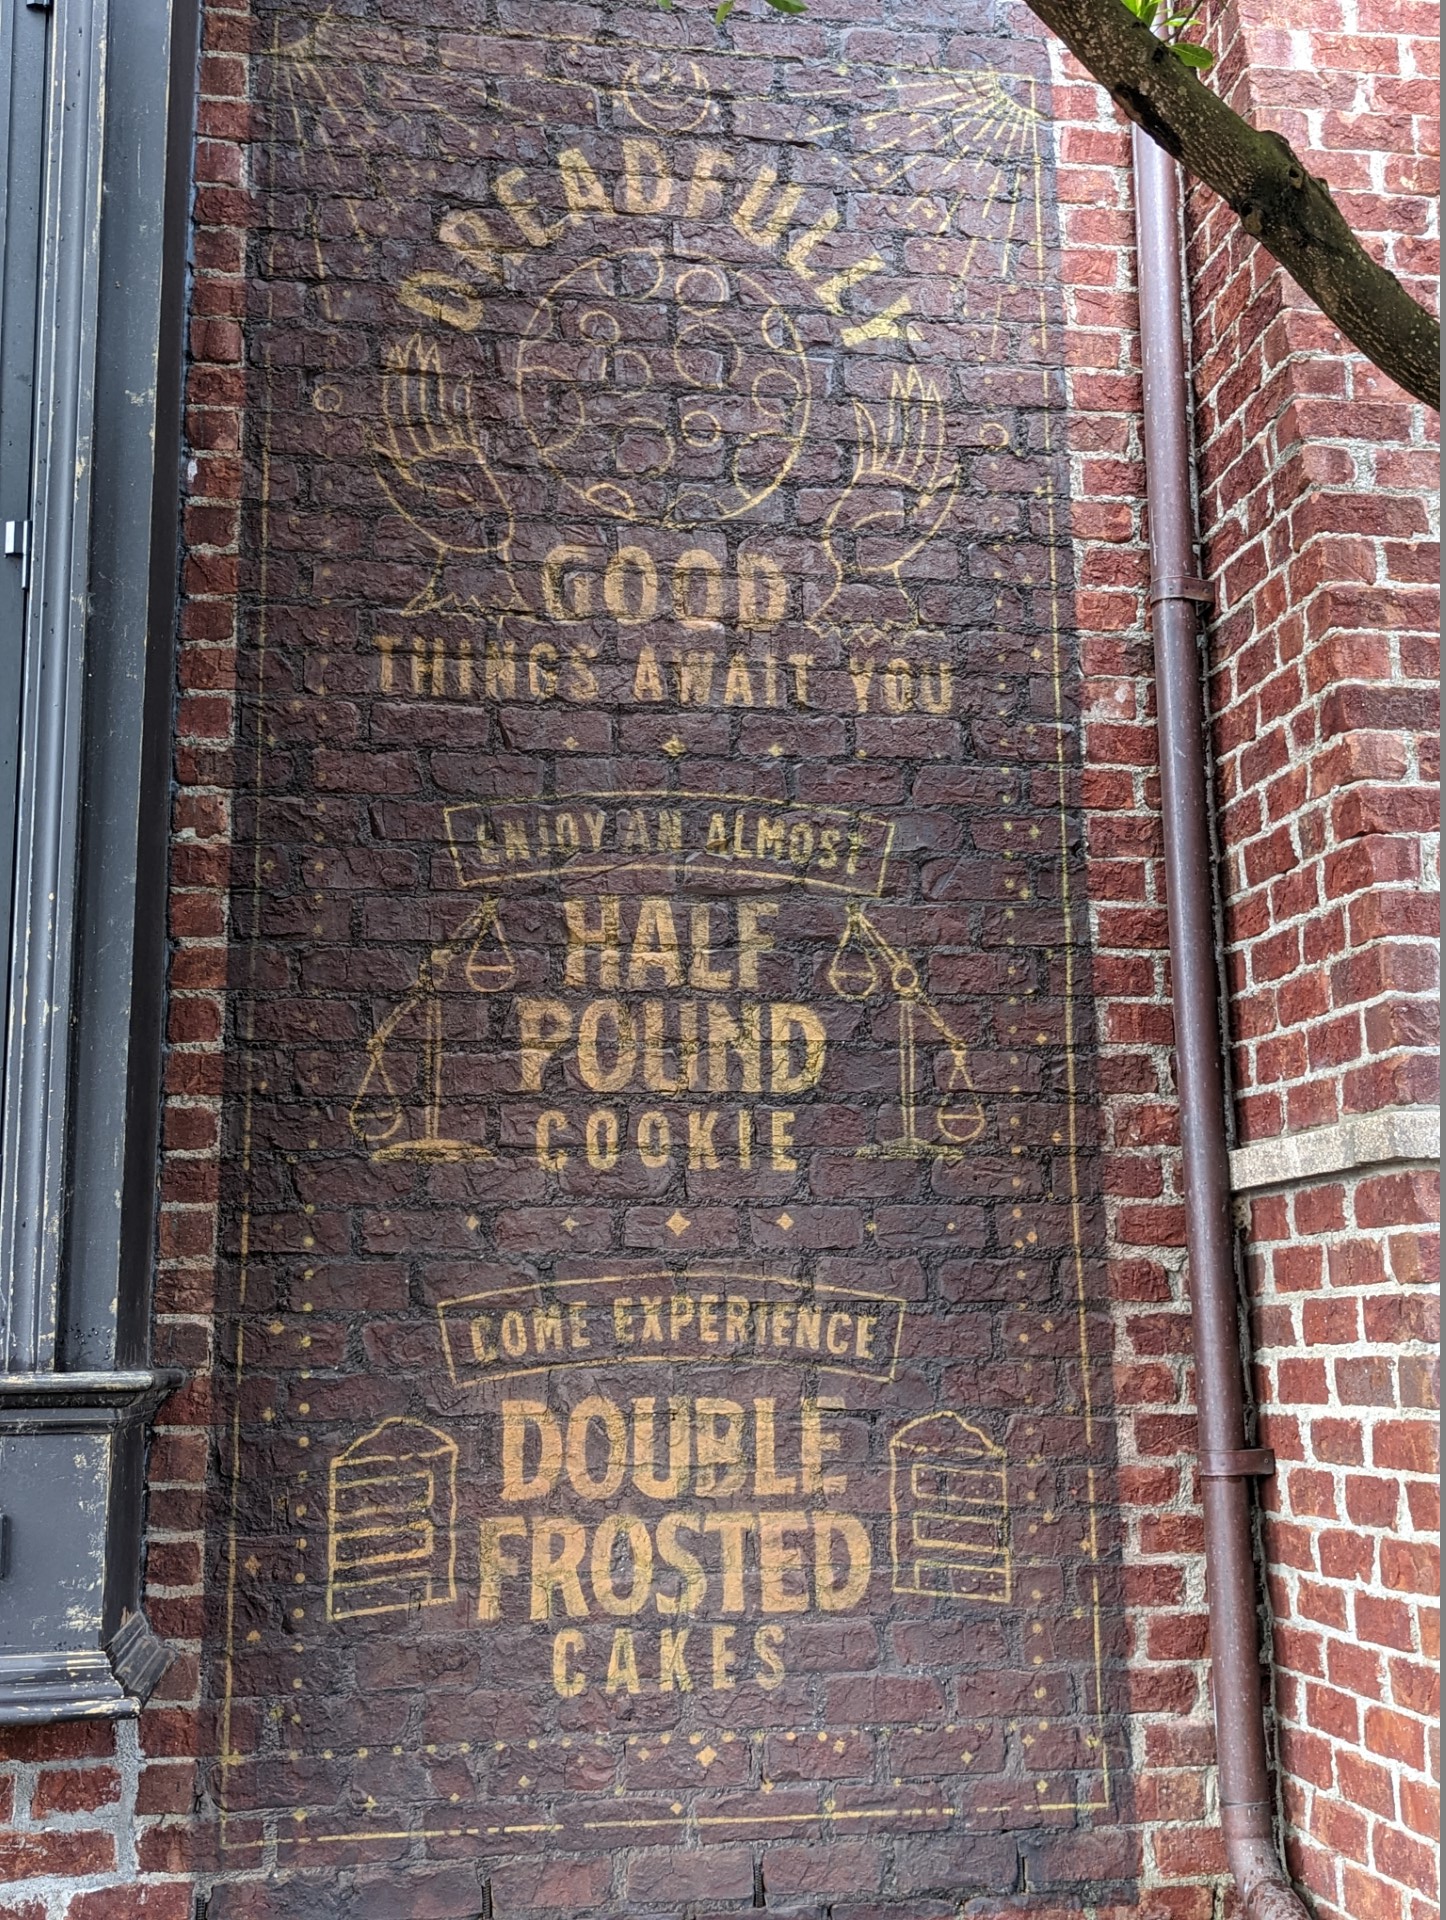 DREADFULLY
GOOD
THINGS AWAIT YOU
ENJOY AN ALMOST
HALF
POUND
COOKIE
COME EXPERIENCE
DOUBLE
FROSTED
CAKES